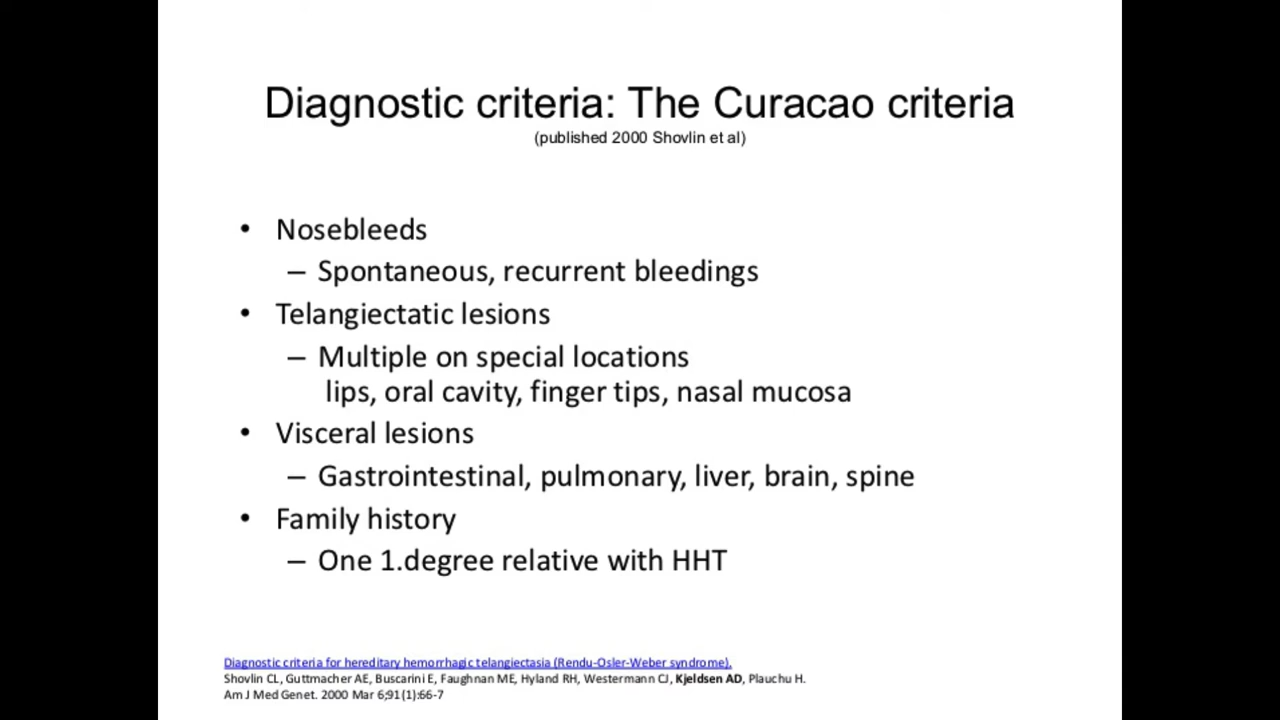 Diagnostic criteria: The Curacao criteria
(published 2000 Shovlin et al)
• Nosebleeds
– Spontaneous, recurrent bleedings
• Telangiectatic lesions
– Multiple on special locations
lips, oral cavity, finger tips, nasal mucosa
• Visceral lesions
– Gastrointestinal, pulmonary, liver, brain, spine
• Family history
– One 1.degree relative with HHT
Diagnostic criteria for hereditary hemorrhagic telangiectasia (Rendu-Osler-Weber syndrome).
Shovlin CL, Guttmacher AE, Buscarini E, Faughnan ME, Hyland RH, Westermann CJ, Kjeldsen AD, Plauchu H.
Am J Med Genet. 2000 Mar 6;91(1):66-7